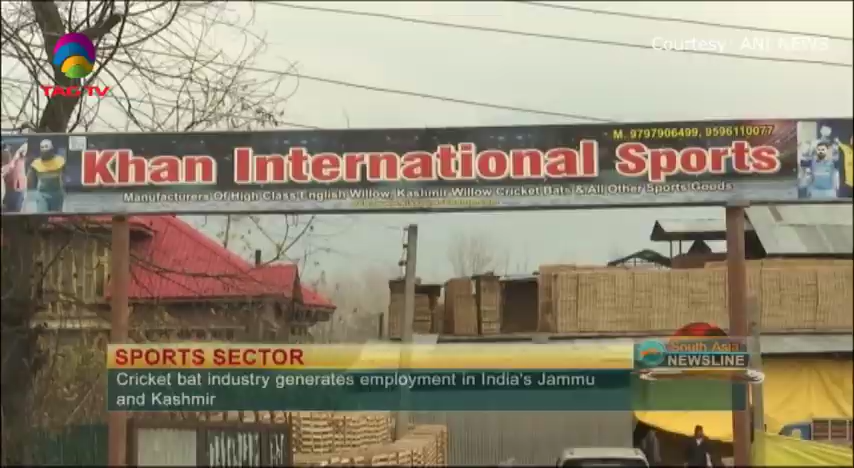 Courtesy: ANI NEWS
TAG TV
M. 9797906499, 9596110077
Khan International Sports
Manufacturers Of High Class English Willow, Kashmir Willow Cricket Bats & All Other Sports Goods
SPORTS SECTOR
South Asia
NEWSLINE
Cricket bat industry generates employment in India's Jammu
and Kashmir